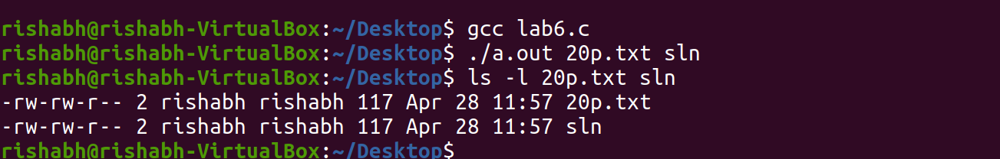 rishabh@rishabh-VirtualBox:~/Desktop$ gcc lab6.c
rishabh@rishabh-VirtualBox:~/Desktop$ ./a.out 20p.txt sln
rishabh@rishabh-VirtualBox:~/Desktop$ ls -l 20p.txt sln
-rw-rw-r-- 2 rishabh rishabh 117 Apr 28 11:57 20p.txt
-rw-rw-r-- 2 rishabh rishabh 117 Apr 28 11:57 sln
rishabh@rishabh-VirtualBox:~/Desktop$